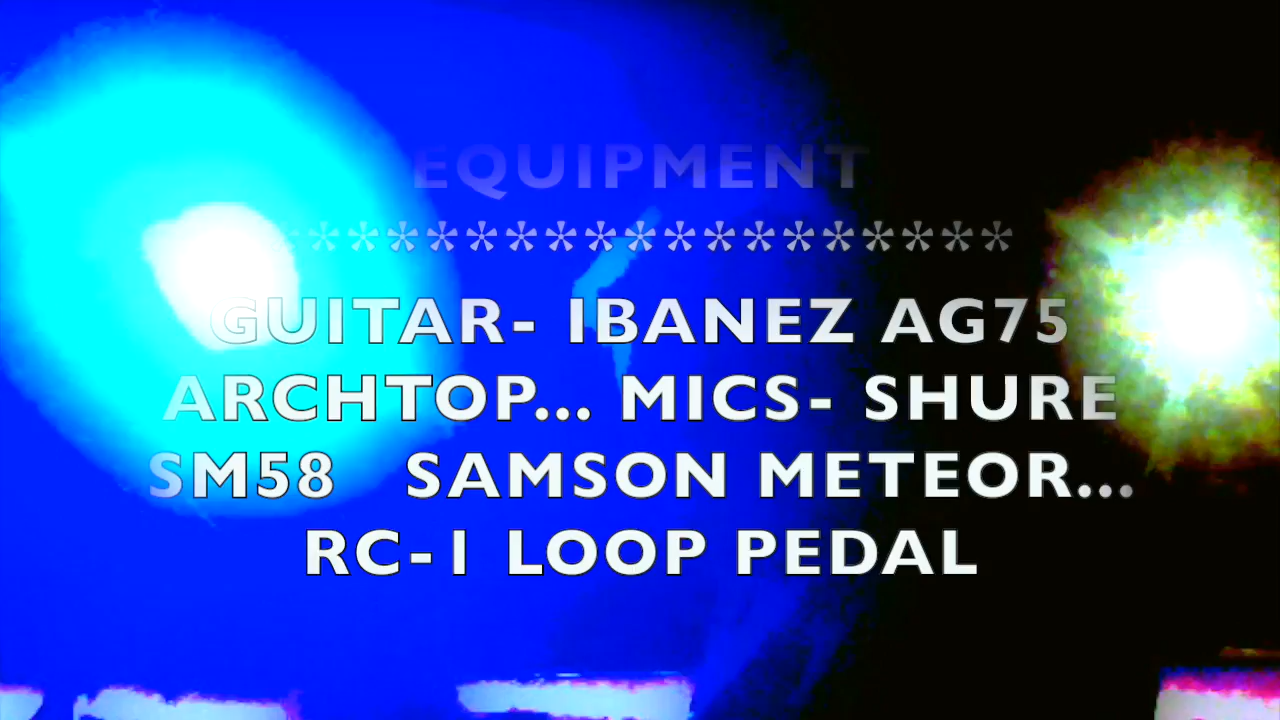 EQUIPMENT
*******************
GUITAR- IBANEZ AG75
ARCHTOP... MICS- SHURE
SM58 SAMSON METEOR...
RC-1 LOOP PEDAL